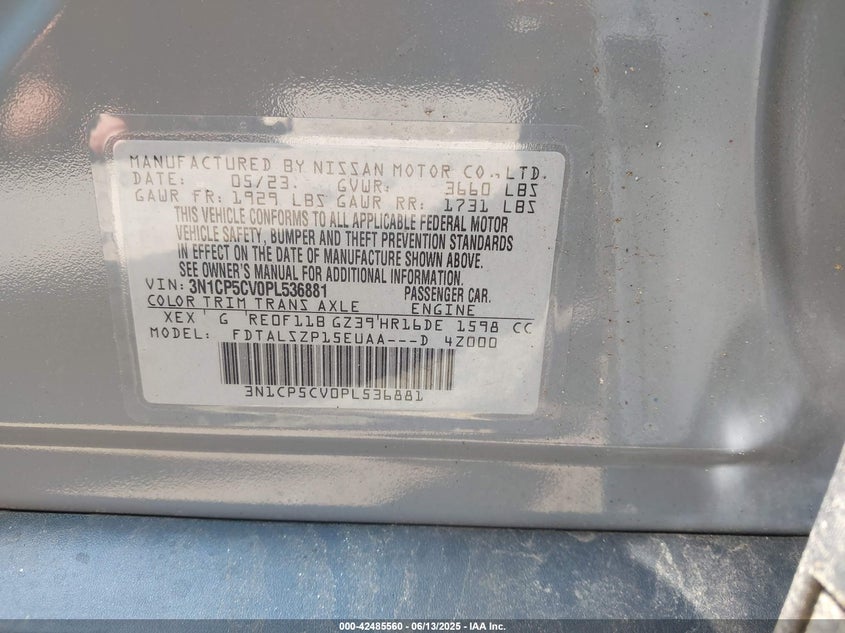 MANUFACTURED BY NISSAN MOTOR CO.,LTD.
DATE: 05/23. GVWR: 3660 LBS
GAWR FR: 1929 LBS GAWR RR: 1731 LBS
THIS VEHICLE CONFORMS TO ALL APPLICABLE FEDERAL MOTOR
VEHICLE SAFETY, BUMPER AND THEFT PREVENTION STANDARDS
IN EFFECT ON THE DATE OF MANUFACTURE SHOWN ABOVE.
SEE OWNER'S MANUAL FOR ADDITIONAL INFORMATION.
VIN: 3N1CP5CV0PL536881 PASSENGER CAR.
COLOR TRIM TRANS AXLE ENGINE
XEX G RE0F11B GZ39 HR16DE 1598 CC
MODEL: FDTALSZP15EUAA---D 4Z000
3N1CP5CV0PL536881
000-42485560 - 06/13/2025 - IAA Inc.